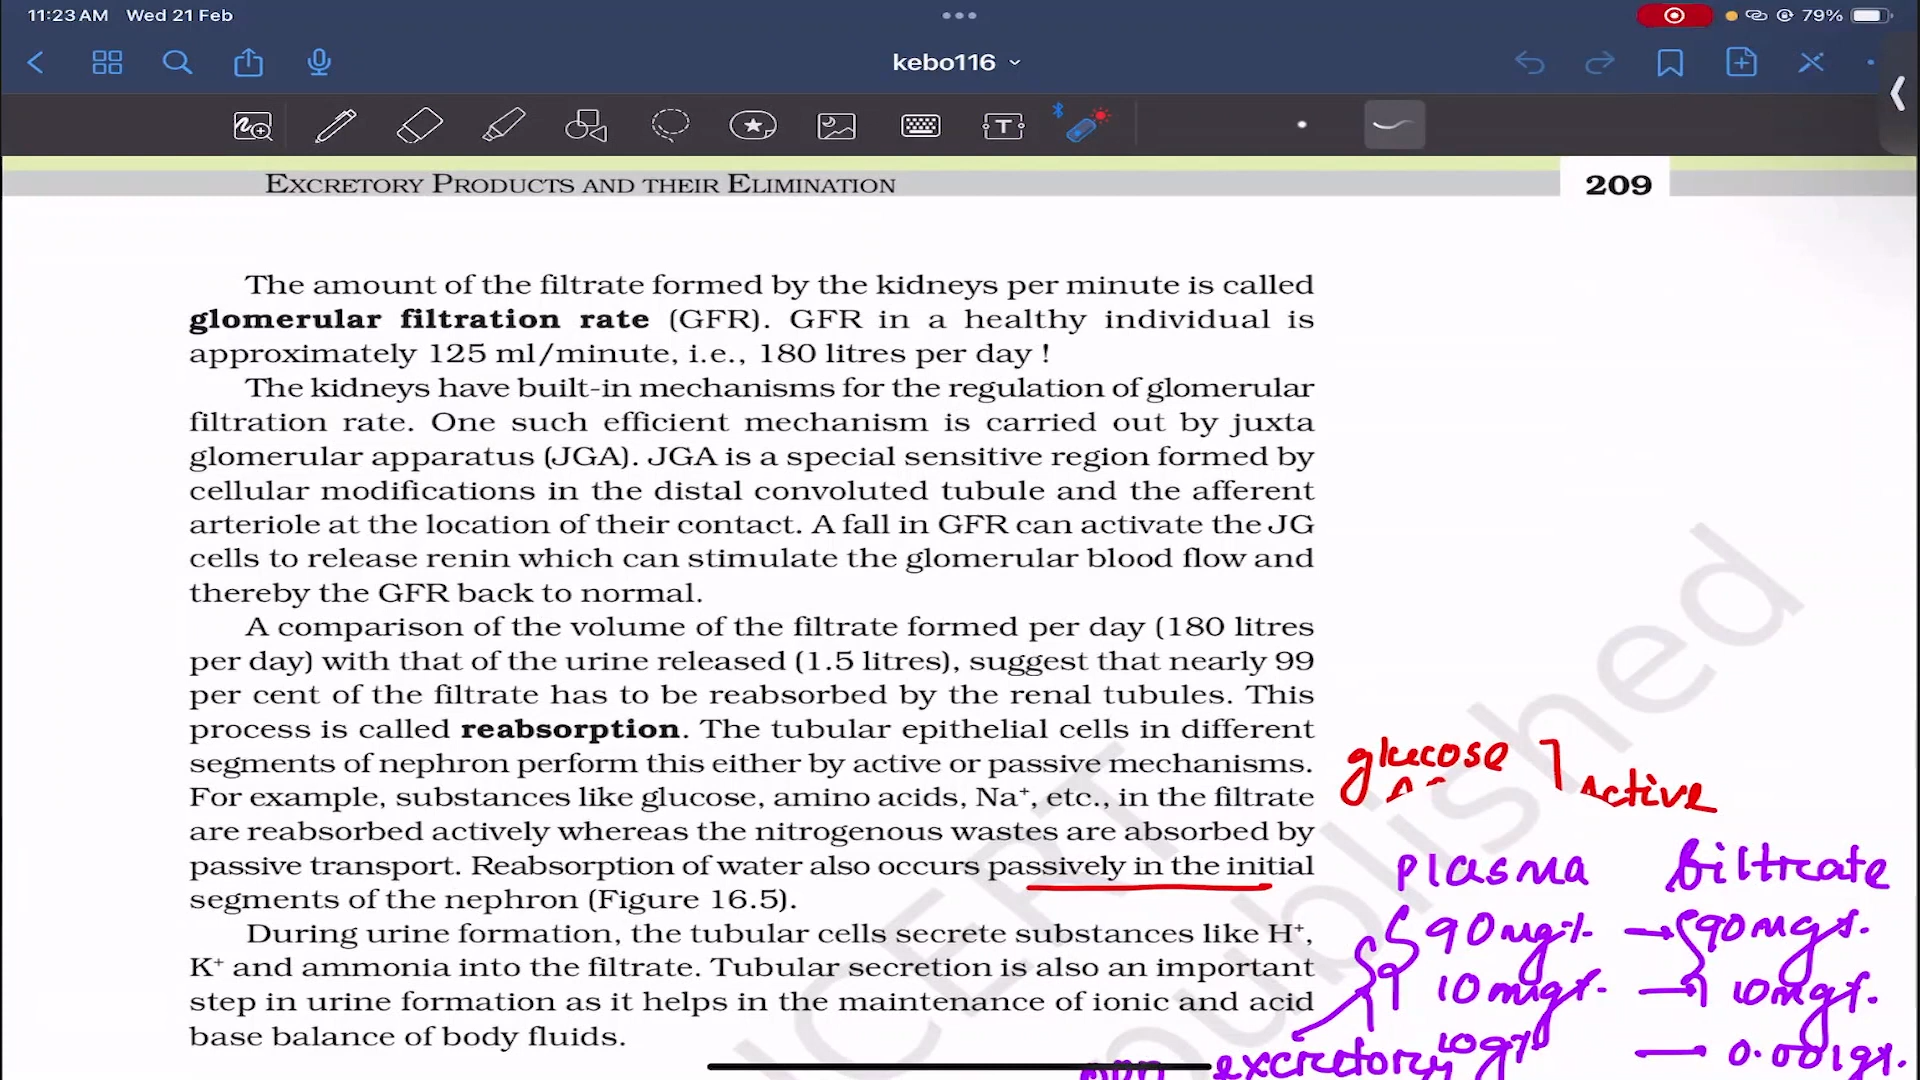 11:23 AM Wed 21 Feb
79%
kebo116
EXCRETORY PRODUCTS AND THEIR ELIMINATION
209
The amount of the filtrate formed by the kidneys per minute is called
glomerular filtration rate (GFR). GFR in a healthy individual is
approximately 125 ml/minute, i.e., 180 litres per day !
The kidneys have built-in mechanisms for the regulation of glomerular
filtration rate. One such efficient mechanism is carried out by juxta
glomerular apparatus (JGA). JGA is a special sensitive region formed by
cellular modifications in the distal convoluted tubule and the afferent
arteriole at the location of their contact. A fall in GFR can activate the JG
cells to release renin which can stimulate the glomerular blood flow and
thereby the GFR back to normal.
A comparison of the volume of the filtrate formed per day (180 litres
per day) with that of the urine released (1.5 litres), suggest that nearly 99
per cent of the filtrate has to be reabsorbed by the renal tubules. This
process is called reabsorption. The tubular epithelial cells in different
segments of nephron perform this either by active or passive mechanisms.
For example, substances like glucose, amino acids, Na⁺, etc., in the filtrate
are reabsorbed actively whereas the nitrogenous wastes are absorbed by
passive transport. Reabsorption of water also occurs passively in the initial
segments of the nephron (Figure 16.5).
During urine formation, the tubular cells secrete substances like H⁺,
K⁺ and ammonia into the filtrate. Tubular secretion is also an important
step in urine formation as it helps in the maintenance of ionic and acid
base balance of body fluids.
glucose
Active
plasma filtrate
90mg% → 90mg%.
10mg%. → 10mg%.
10g% — 0.001g%.
excretory
published